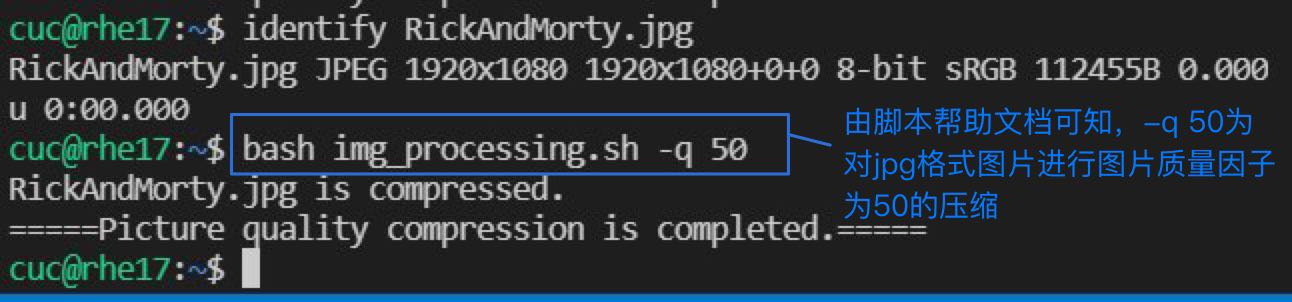 cuc@rhe17:~$ identify RickAndMorty.jpg
RickAndMorty.jpg JPEG 1920x1080 1920x1080+0+0 8-bit sRGB 112455B 0.000
u 0:00.000
cuc@rhe17:~$ bash img_processing.sh -q 50
由脚本帮助文档可知，-q 50为
对jpg格式图片进行图片质量因子
为50的压缩
RickAndMorty.jpg is compressed.
=====Picture quality compression is completed.=====
cuc@rhe17:~$